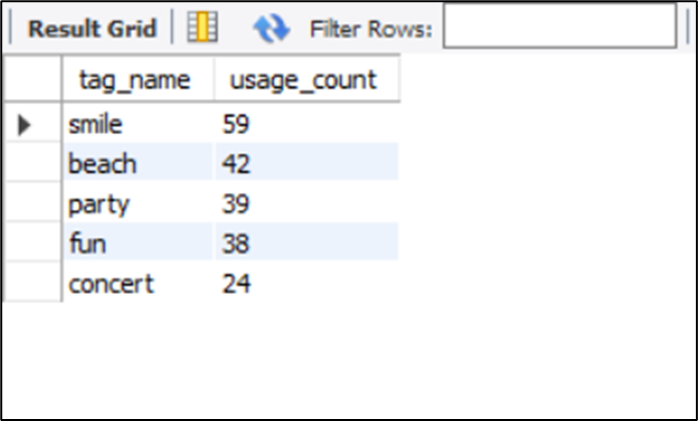 Result Grid Filter Rows:
tag_name usage_count
smile 59
beach 42
party 39
fun 38
concert 24